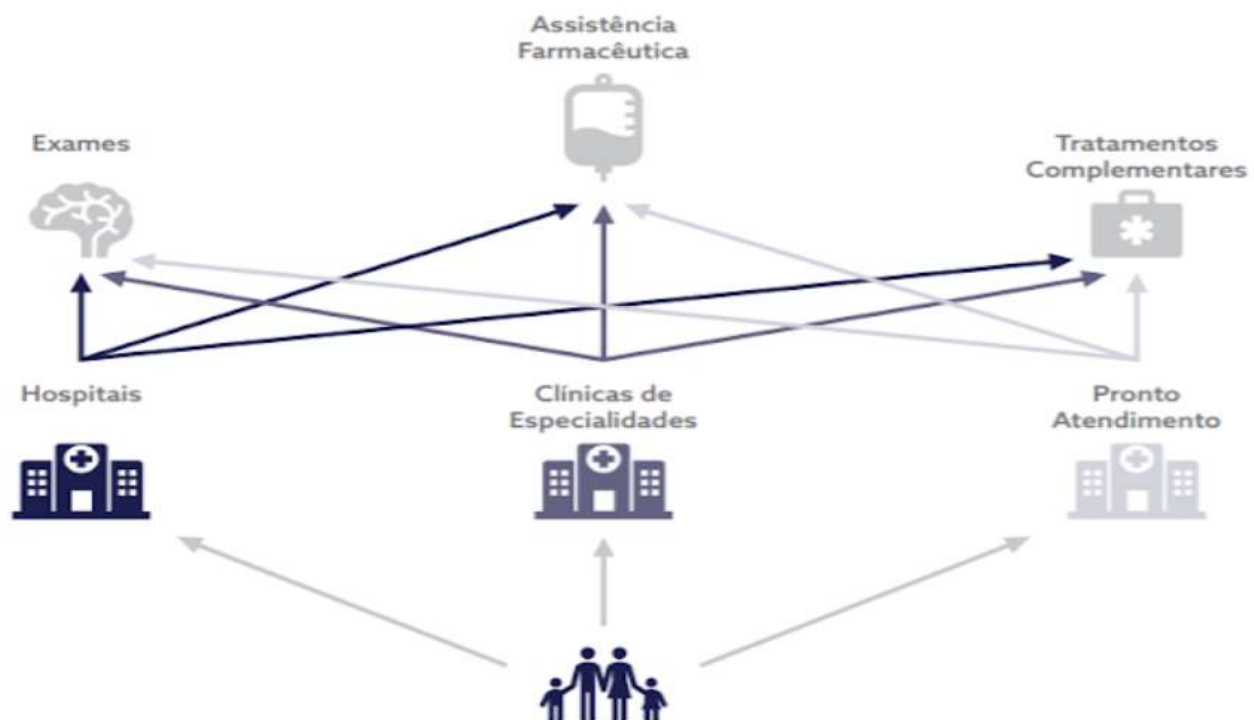 Assistência
Farmacêutica
Exames
Tratamentos
Complementares
Hospitais
Clínicas de
Especialidades
Pronto
Atendimento